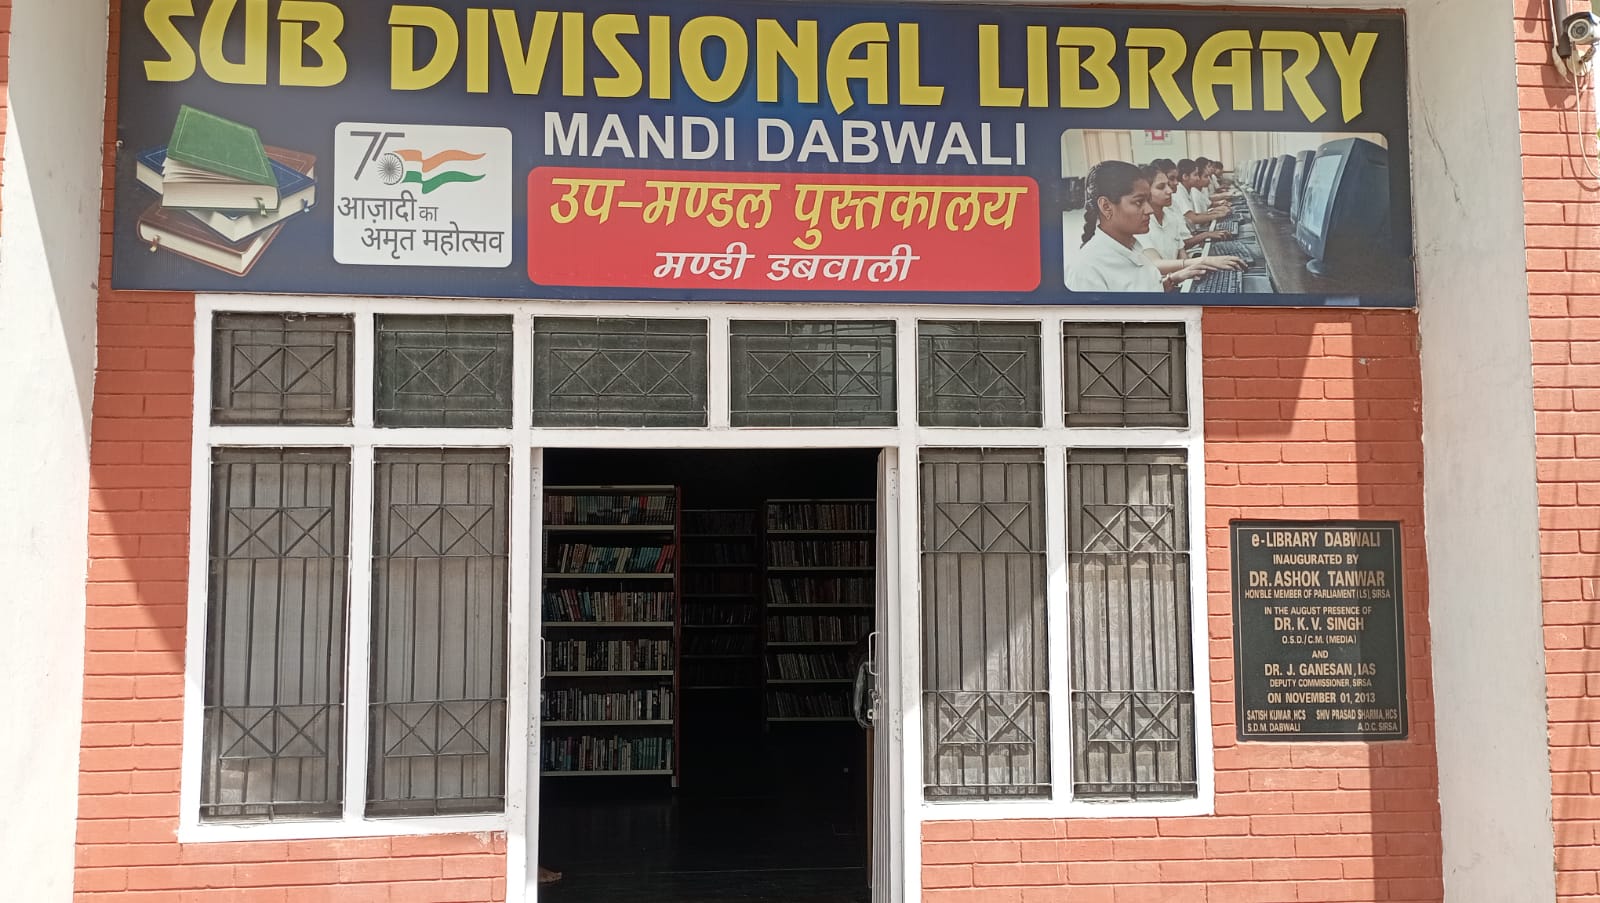 SUB DIVISIONAL LIBRARY
MANDI DABWALI
75
आज़ादी का
अमृत महोत्सव
उप-मण्डल पुस्तकालय
मण्डी डबवाली
e-LIBRARY DABWALI
INAUGURATED BY
DR. ASHOK TANWAR
HON'BLE MEMBER OF PARLIAMENT (LS), SIRSA
IN THE AUGUST PRESENCE OF
DR. K. V. SINGH
O.S.D./C.M. (MEDIA)
AND
DR. J. GANESAN, IAS
DEPUTY COMMISSIONER, SIRSA
ON NOVEMBER 01, 2013
SATISH KUMAR, HCS SHIV PRASAD SHARMA, HCS
S.D.M. DABWALI A.D.C. SIRSA